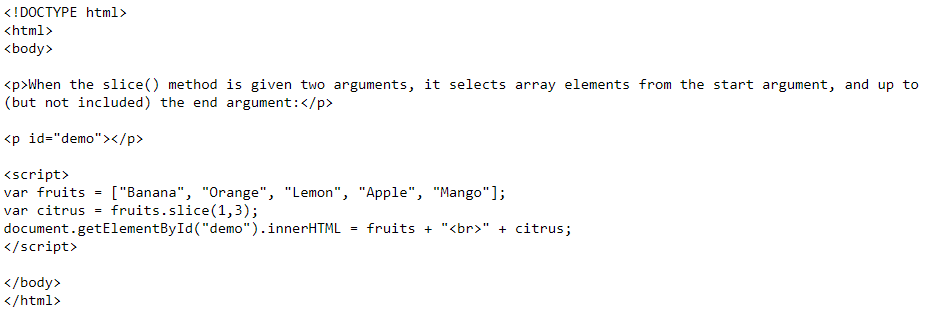 <!DOCTYPE html>
<html>
<body>
<p>When the slice() method is given two arguments, it selects array elements from the start argument, and up to
(but not included) the end argument:</p>
<p id="demo"></p>
<script>
var fruits = ["Banana", "Orange", "Lemon", "Apple", "Mango"];
var citrus = fruits.slice(1,3);
document.getElementById("demo").innerHTML = fruits + "<br>" + citrus;
</script>
</body>
</html>